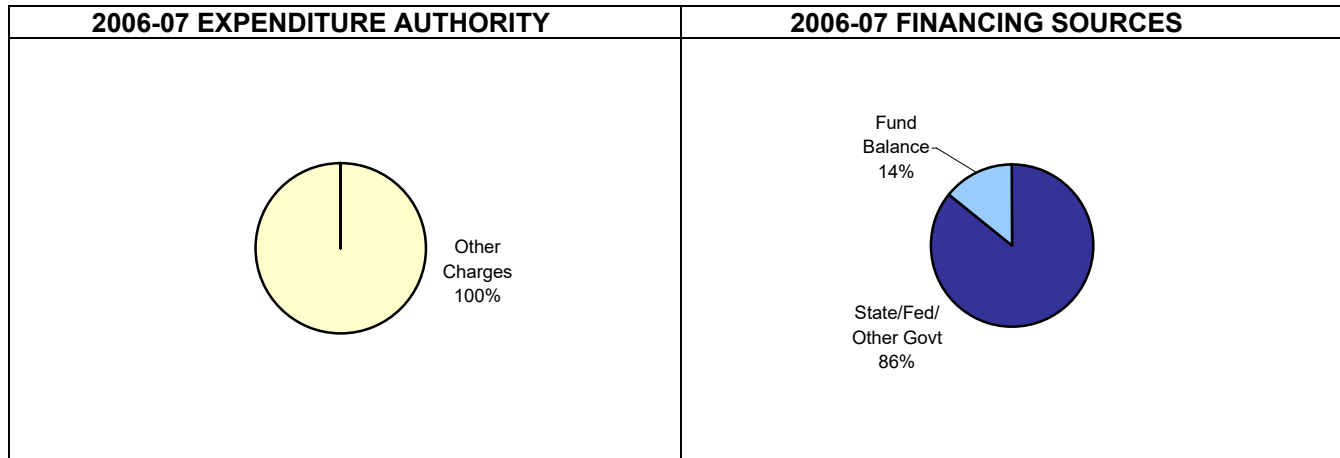 2006-07 EXPENDITURE AUTHORITY
2006-07 FINANCING SOURCES
Other
Charges
100%
Fund
Balance
14%
State/Fed/
Other Govt
86%